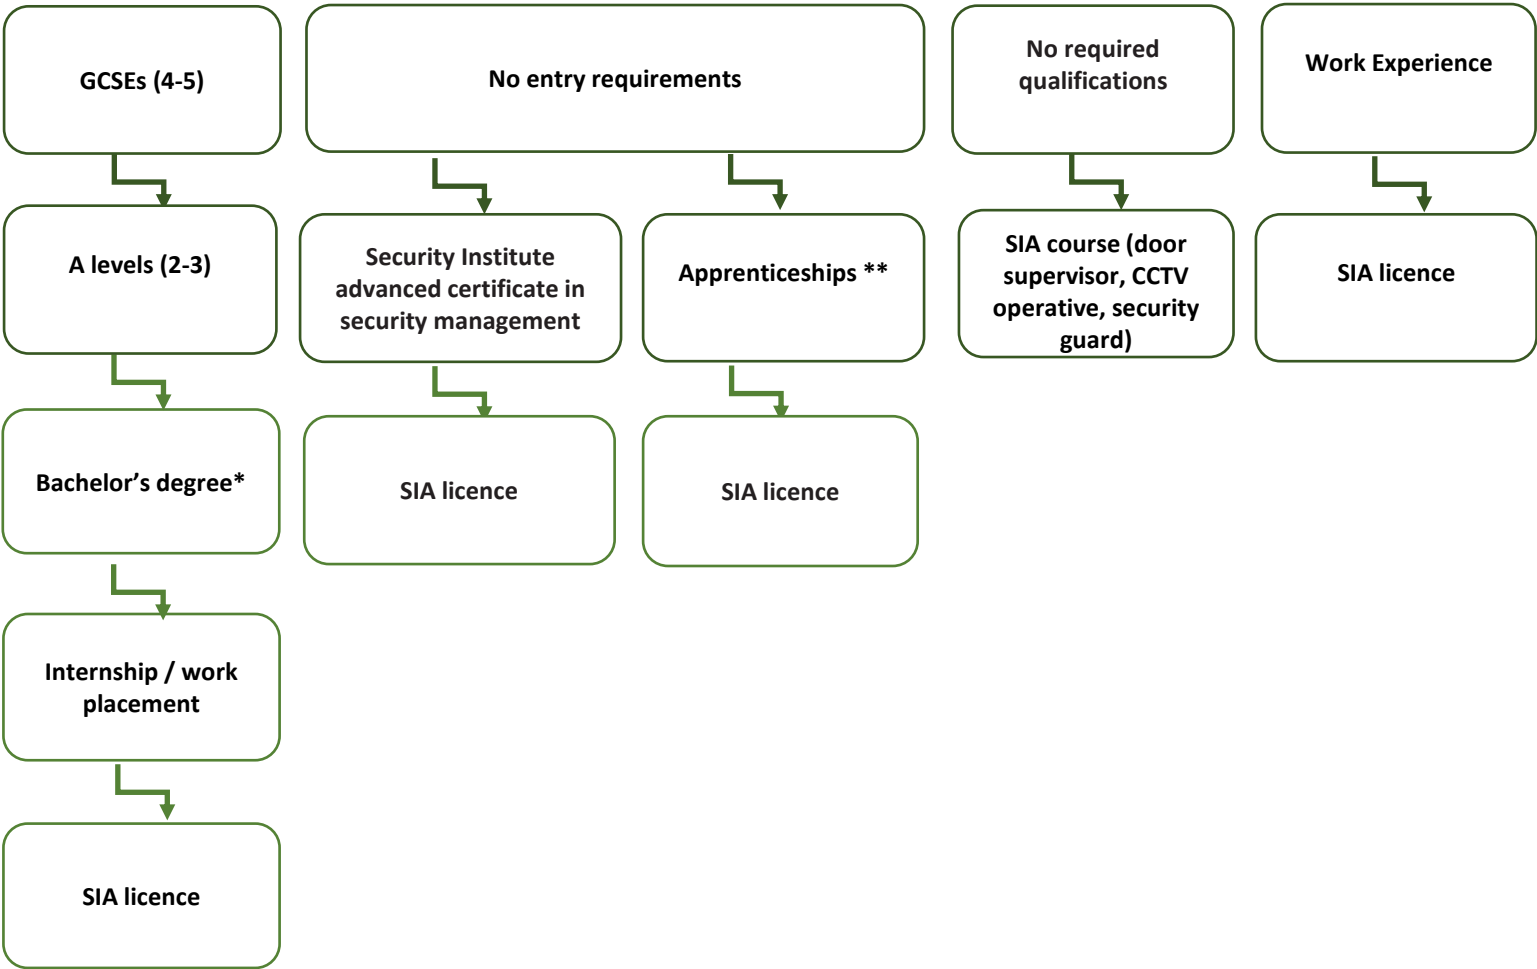 GCSEs (4-5)
No entry requirements
No required
qualifications
Work Experience
A levels (2-3)
Security Institute
advanced certificate in
security management
Apprenticeships **
SIA course (door
supervisor, CCTV
operative, security
guard)
SIA licence
Bachelor’s degree*
SIA licence
SIA licence
Internship / work
placement
SIA licence